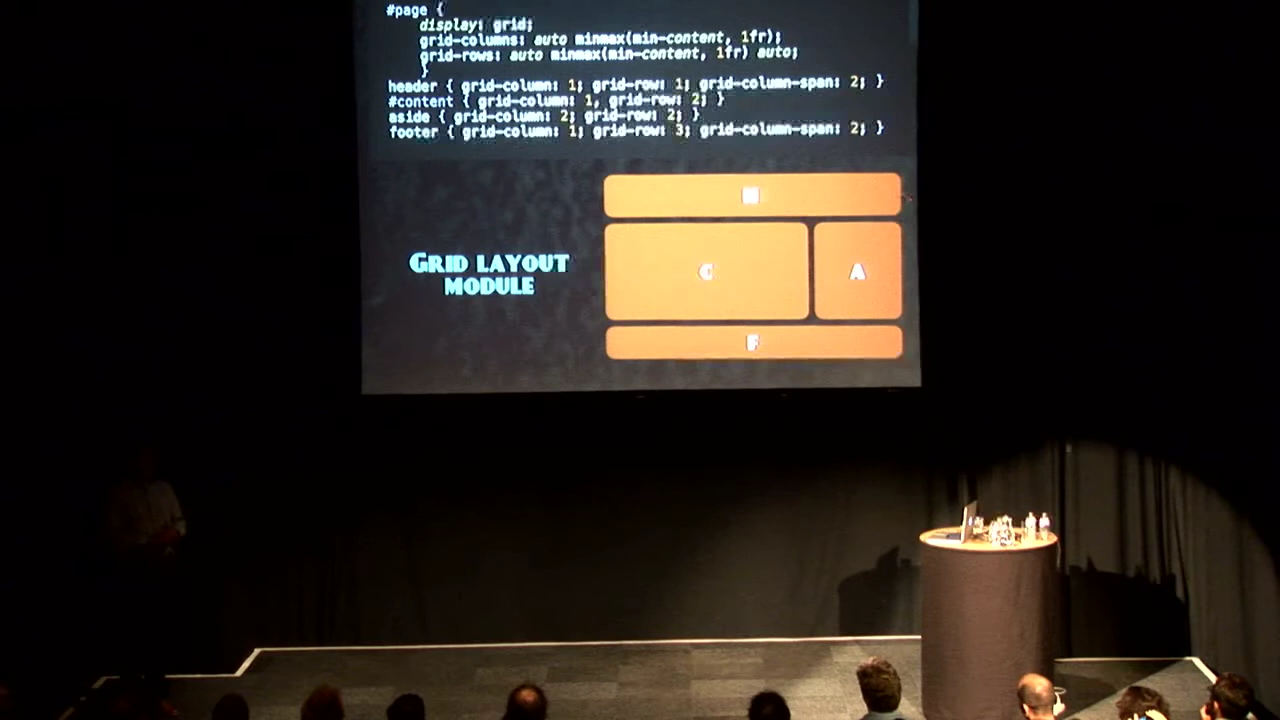 #page {
display: grid;
grid-columns: auto minmax(min-content, 1fr);
grid-rows: auto minmax(min-content, 1fr) auto;
}
header { grid-column: 1; grid-row: 1; grid-column-span: 2; }
#content { grid-column: 1, grid-row: 2; }
aside { grid-column: 2; grid-row: 2; }
footer { grid-column: 1; grid-row: 3; grid-column-span: 2; }
H
C A
GRID LAYOUT
MODULE
F